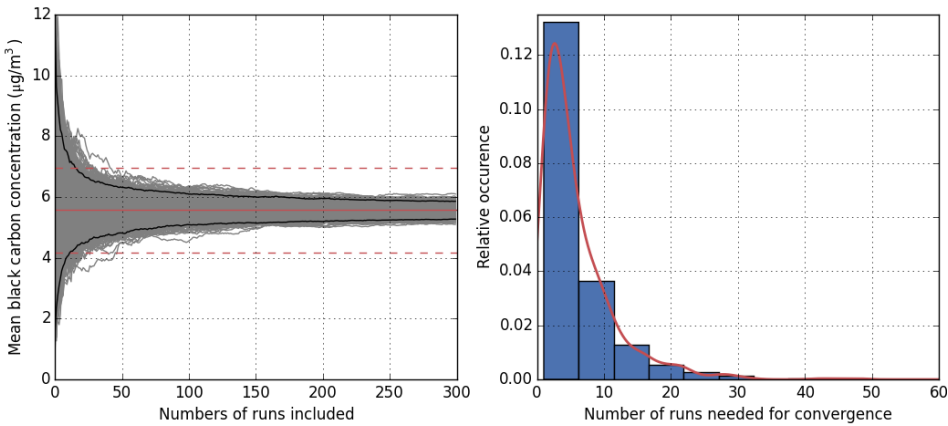 Mean black carbon concentration (µg/m³)
12
10
8
6
4
2
0
0 50 100 150 200 250 300
Numbers of runs included
Relative occurence
0.12
0.10
0.08
0.06
0.04
0.02
0.00
0 10 20 30 40 50 60
Number of runs needed for convergence